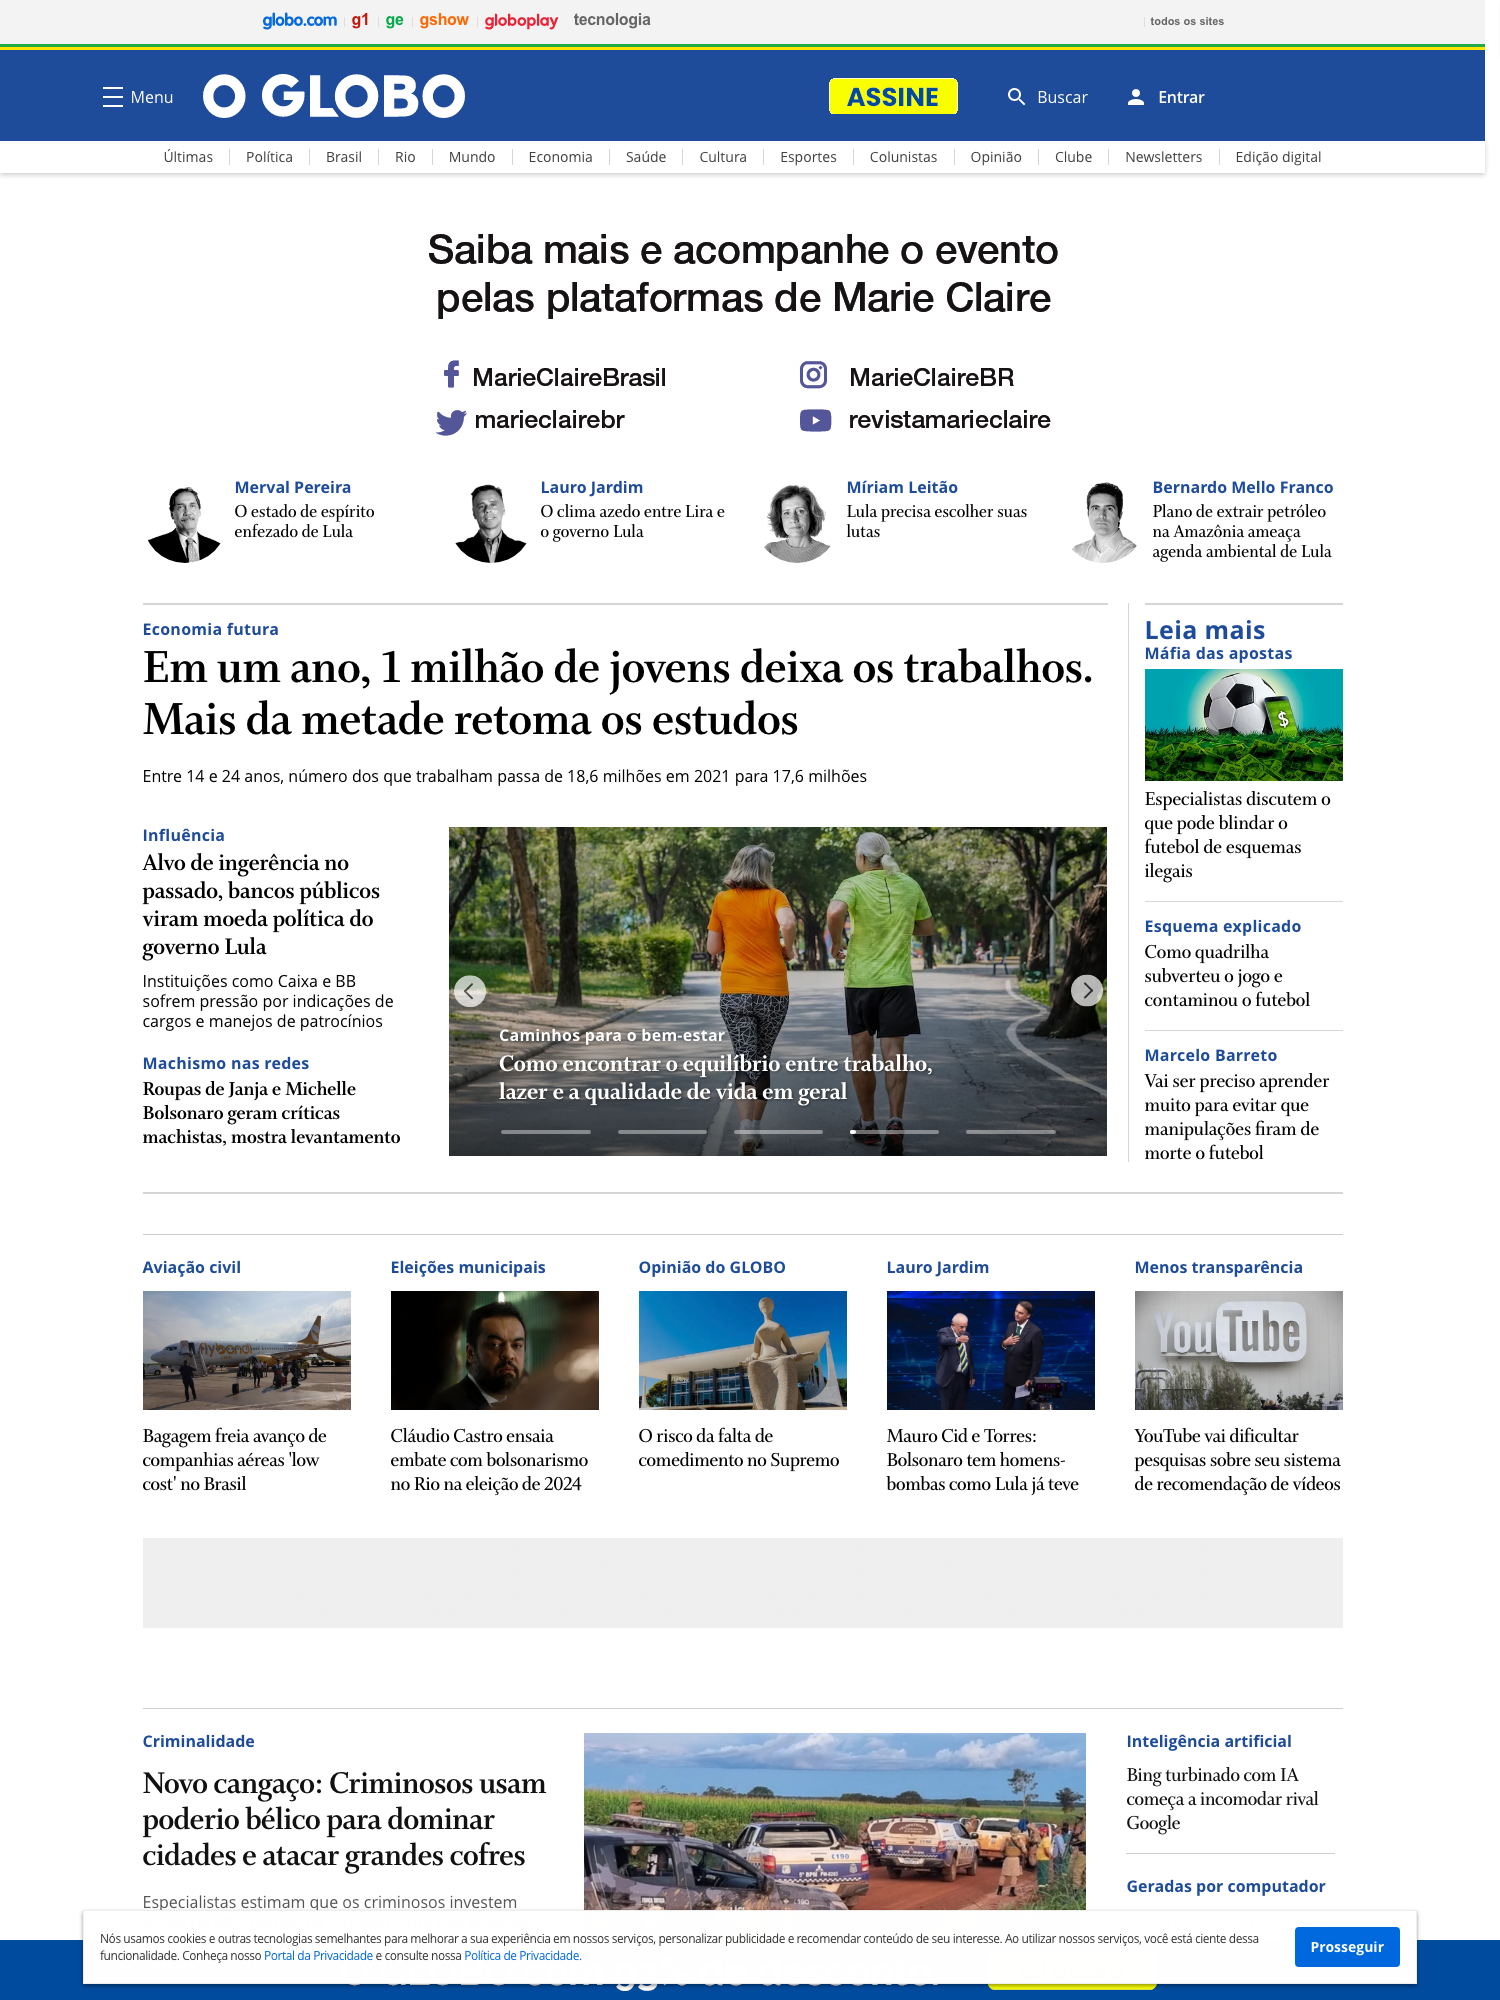 globo.com g1 ge gshow globoplay tecnologia todos os sites
Menu O GLOBO ASSINE Buscar Entrar
Últimas Política Brasil Rio Mundo Economia Saúde Cultura Esportes Colunistas Opinião Clube Newsletters Edição digital
Saiba mais e acompanhe o evento
pelas plataformas de Marie Claire
MarieClaireBrasil MarieClaireBR
marieclairebr revistamarieclaire
Merval Pereira
O estado de espírito
enfezado de Lula
Lauro Jardim
O clima azedo entre Lira e
o governo Lula
Míriam Leitão
Lula precisa escolher suas
lutas
Bernardo Mello Franco
Plano de extrair petróleo
na Amazônia ameaça
agenda ambiental de Lula
Economia futura
Em um ano, 1 milhão de jovens deixa os trabalhos.
Mais da metade retoma os estudos
Entre 14 e 24 anos, número dos que trabalham passa de 18,6 milhões em 2021 para 17,6 milhões
Influência
Alvo de ingerência no
passado, bancos públicos
viram moeda política do
governo Lula
Instituições como Caixa e BB
sofrem pressão por indicações de
cargos e manejos de patrocínios
Machismo nas redes
Roupas de Janja e Michelle
Bolsonaro geram críticas
machistas, mostra levantamento
Caminhos para o bem-estar
Como encontrar o equilíbrio entre trabalho,
lazer e a qualidade de vida em geral
Leia mais
Máfia das apostas
$
Especialistas discutem o
que pode blindar o
futebol de esquemas
ilegais
Esquema explicado
Como quadrilha
subverteu o jogo e
contaminou o futebol
Marcelo Barreto
Vai ser preciso aprender
muito para evitar que
manipulações firam de
morte o futebol
Aviação civil
flybondi
Bagagem freia avanço de
companhias aéreas 'low
cost' no Brasil
Eleições municipais
Cláudio Castro ensaia
embate com bolsonarismo
no Rio na eleição de 2024
Opinião do GLOBO
O risco da falta de
comedimento no Supremo
Lauro Jardim
Mauro Cid e Torres:
Bolsonaro tem homens-
bombas como Lula já teve
Menos transparência
YouTube
YouTube vai dificultar
pesquisas sobre seu sistema
de recomendação de vídeos
Criminalidade
Novo cangaço: Criminosos usam
poderio bélico para dominar
cidades e atacar grandes cofres
Especialistas estimam que os criminosos investem
Inteligência artificial
Bing turbinado com IA
começa a incomodar rival
Google
Geradas por computador
Nós usamos cookies e outras tecnologias semelhantes para melhorar a sua experiência em nossos serviços, personalizar publicidade e recomendar conteúdo de seu interesse. Ao utilizar nossos serviços, você está ciente dessa
funcionalidade. Conheça nosso Portal da Privacidade e consulte nossa Política de Privacidade.
Prosseguir